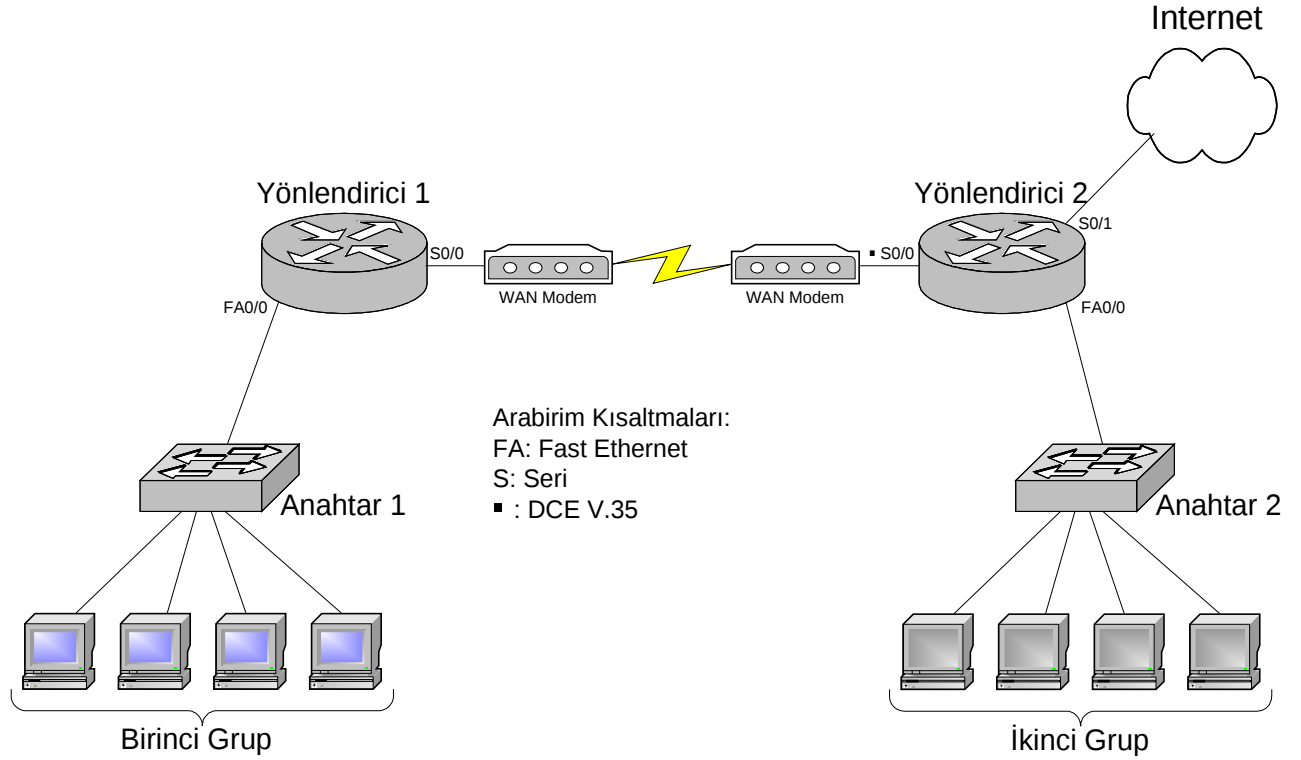 Internet
Yönlendirici 1
Yönlendirici 2
S0/1
S0/0
▪ S0/0
WAN Modem
WAN Modem
FA0/0
FA0/0
Arabirim Kısaltmaları:
FA: Fast Ethernet
S: Seri
▪ : DCE V.35
Anahtar 1
Anahtar 2
Birinci Grup
İkinci Grup